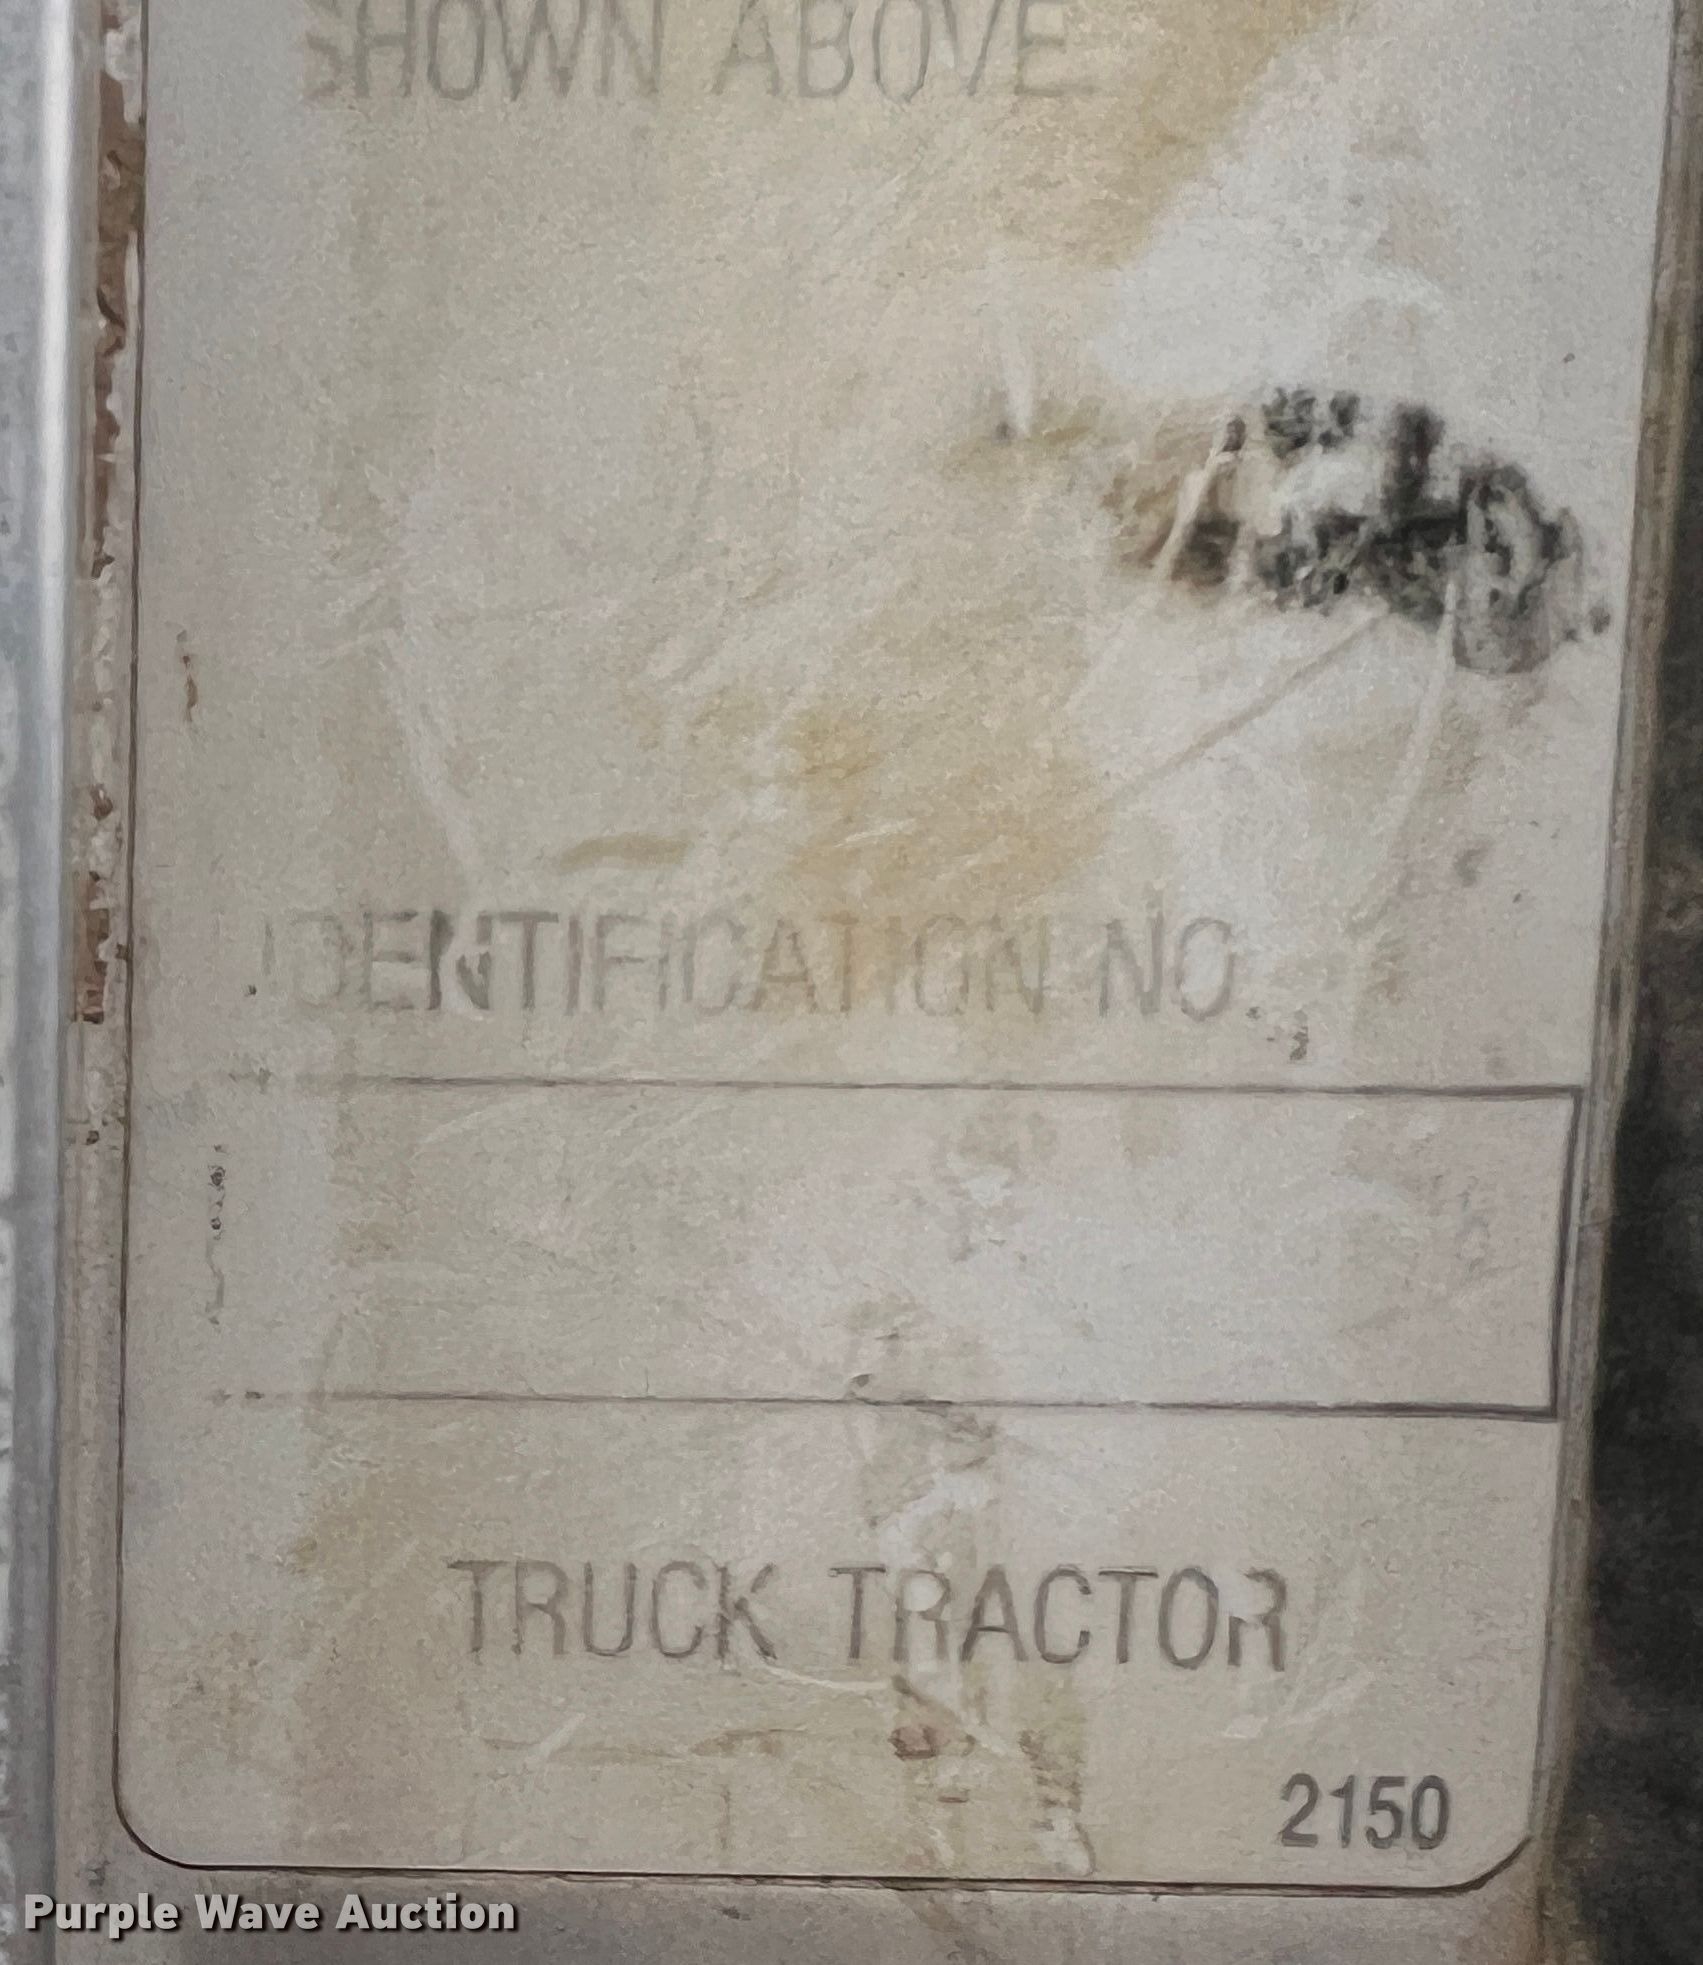 SHOWN ABOVE
IDENTIFICATION NO.
TRUCK TRACTOR
2150
Purple Wave Auction